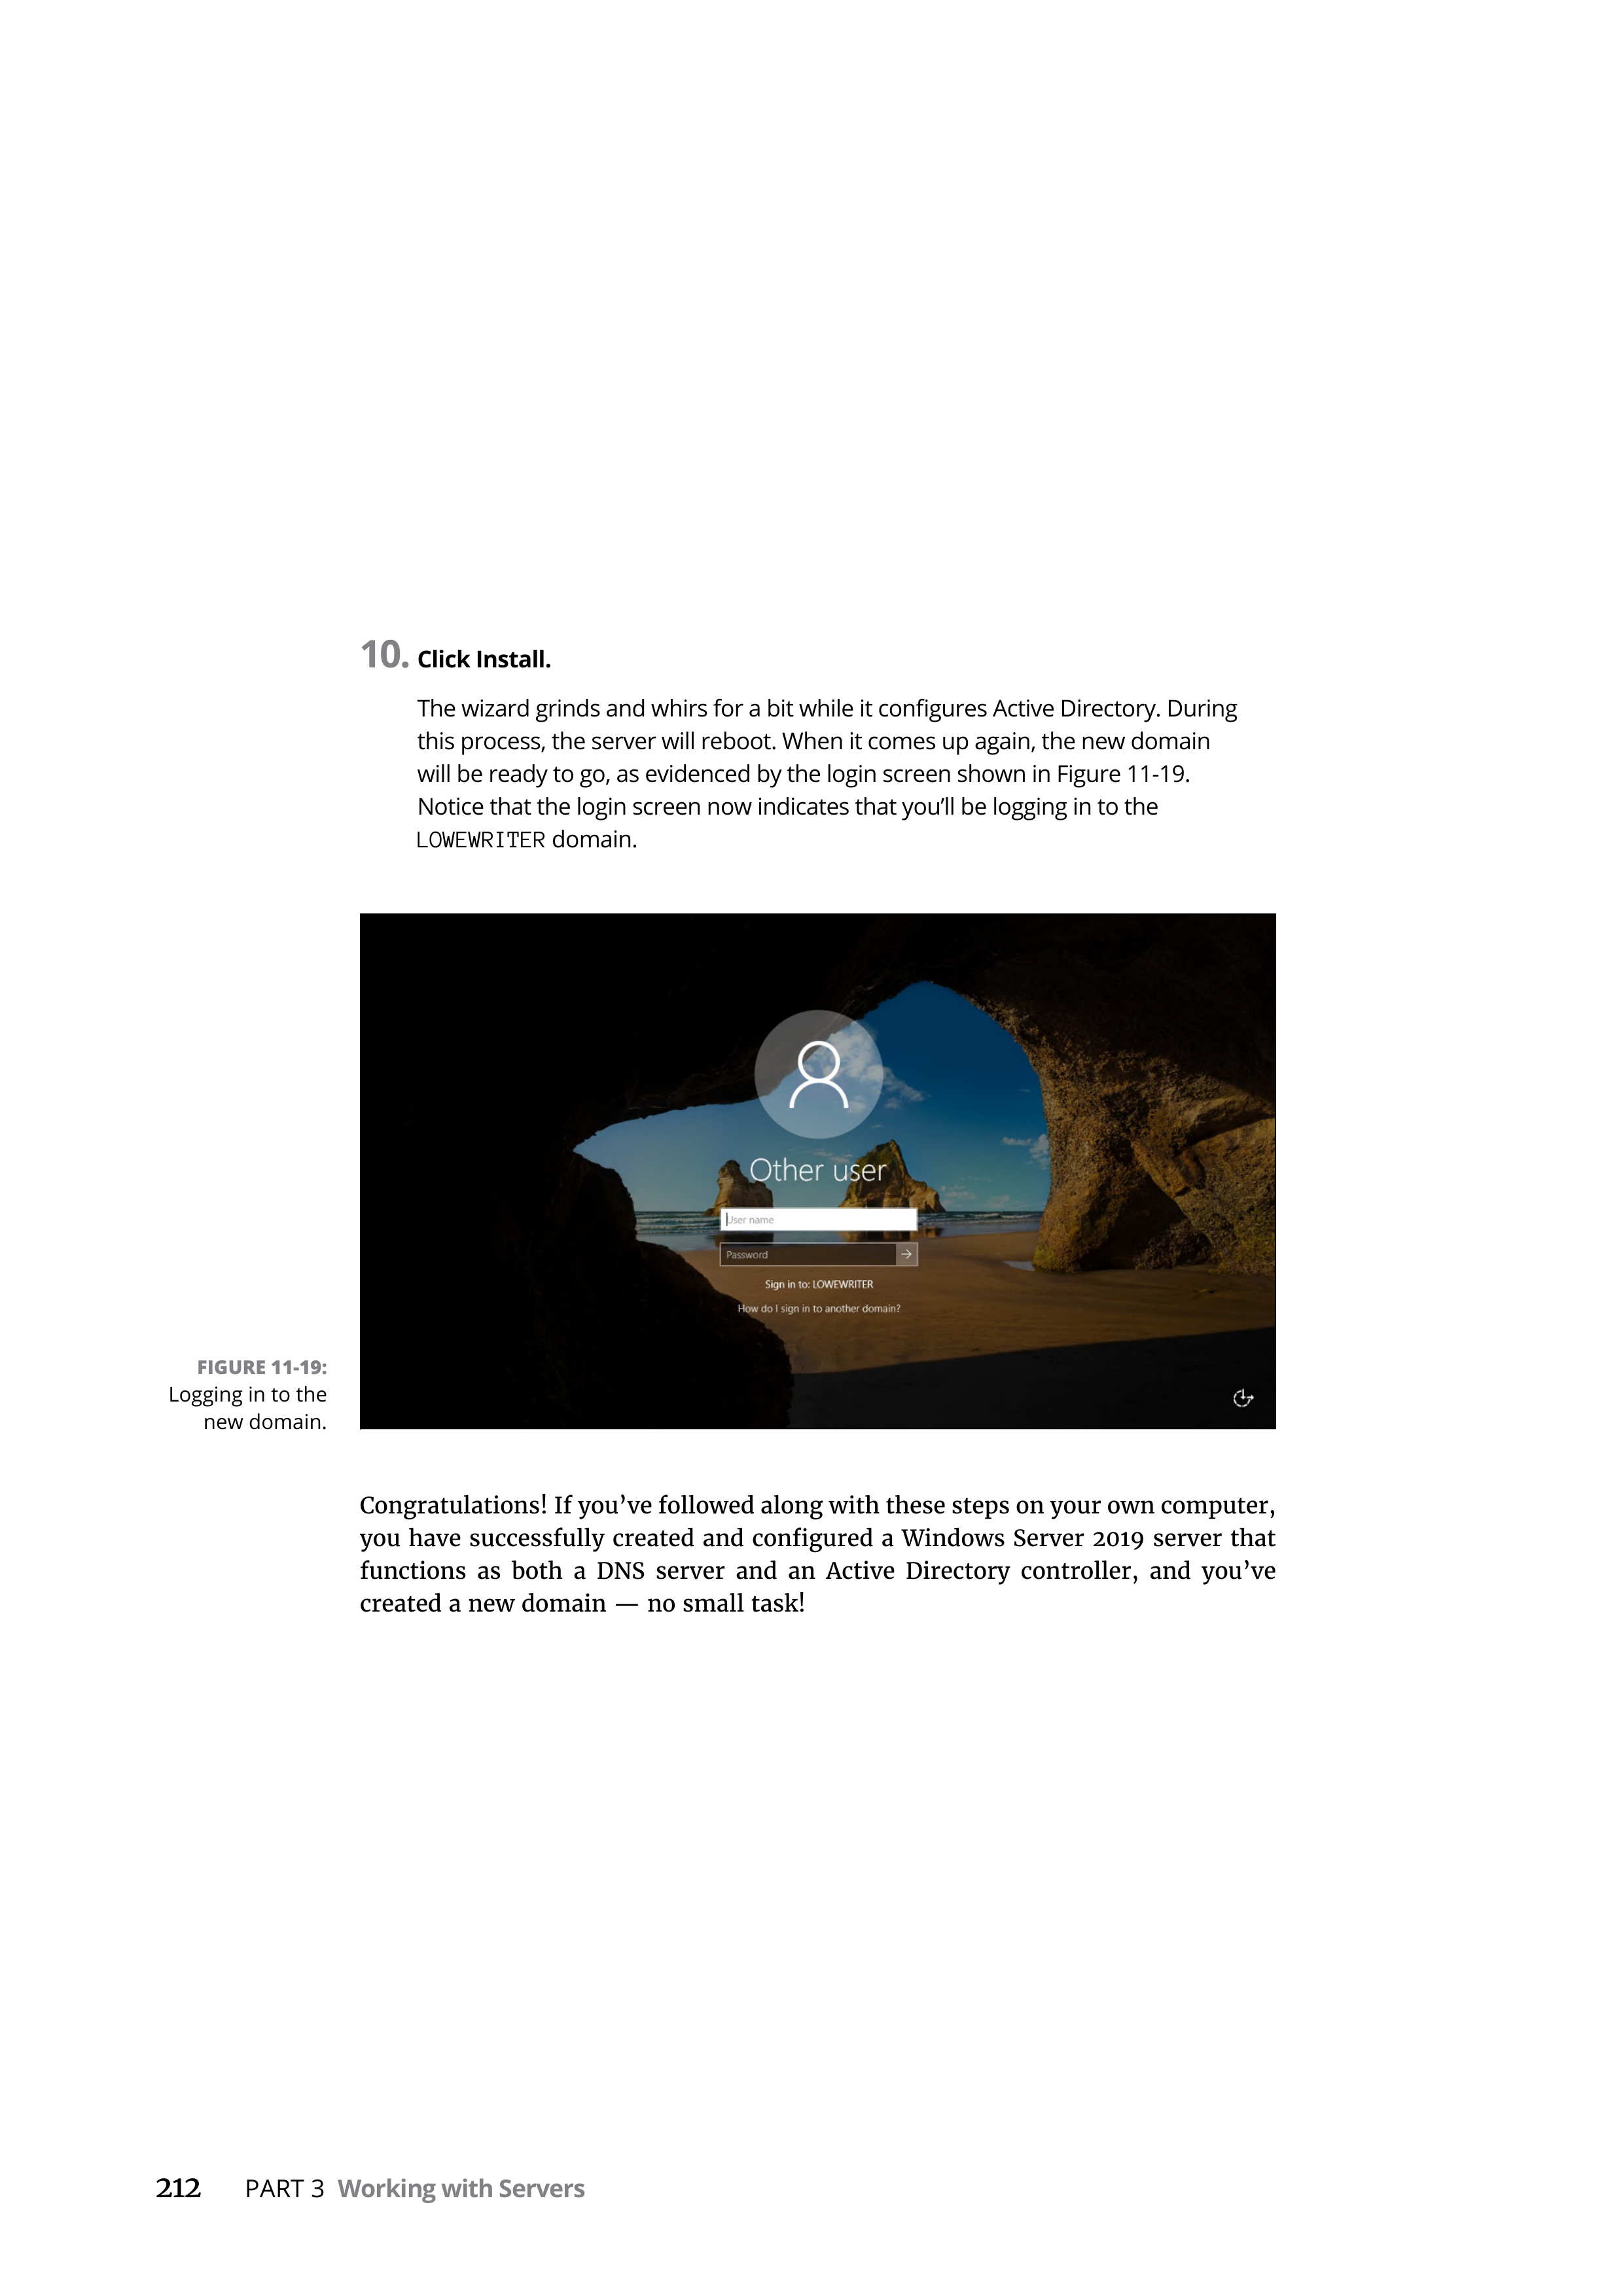 10. Click Install.
The wizard grinds and whirs for a bit while it configures Active Directory. During
this process, the server will reboot. When it comes up again, the new domain
will be ready to go, as evidenced by the login screen shown in Figure 11-19.
Notice that the login screen now indicates that you’ll be logging in to the
LOWEWRITER domain.
Other user
User name
Password
Sign in to: LOWEWRITER
How do I sign in to another domain?
FIGURE 11-19:
Logging in to the
new domain.
Congratulations! If you’ve followed along with these steps on your own computer,
you have successfully created and configured a Windows Server 2019 server that
functions as both a DNS server and an Active Directory controller, and you’ve
created a new domain — no small task!
212 PART 3 Working with Servers